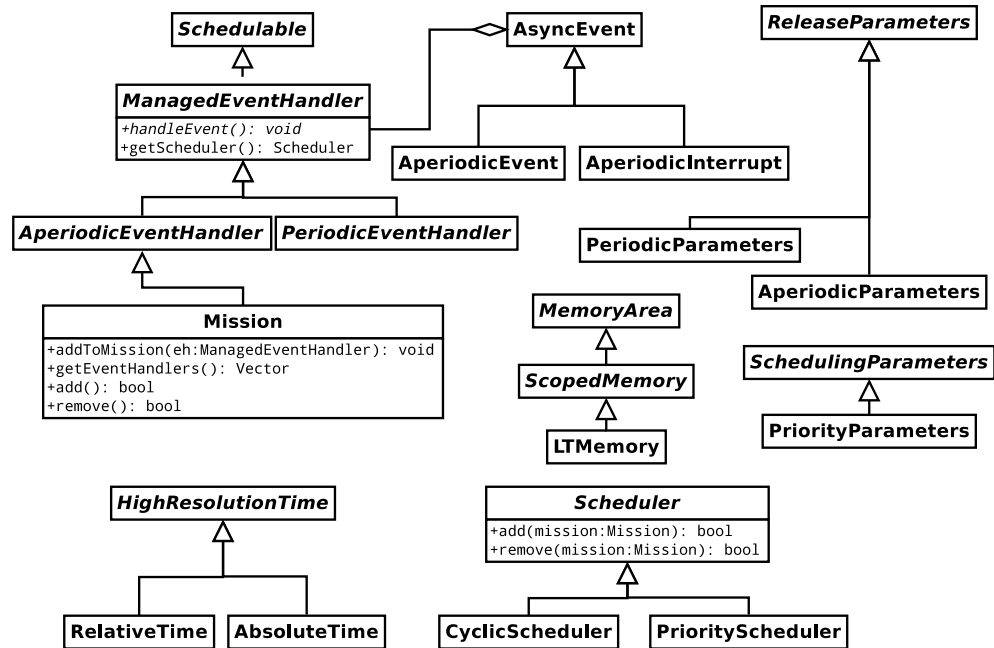 Schedulable
AsyncEvent
ReleaseParameters
ManagedEventHandler
+handleEvent(): void
+getScheduler(): Scheduler
AperiodicEvent
AperiodicInterrupt
AperiodicEventHandler
PeriodicEventHandler
PeriodicParameters
AperiodicParameters
Mission
+addToMission(eh:ManagedEventHandler): void
+getEventHandlers(): Vector
+add(): bool
+remove(): bool
MemoryArea
ScopedMemory
LTMemory
SchedulingParameters
PriorityParameters
HighResolutionTime
RelativeTime
AbsoluteTime
Scheduler
+add(mission:Mission): bool
+remove(mission:Mission): bool
CyclicScheduler
PriorityScheduler